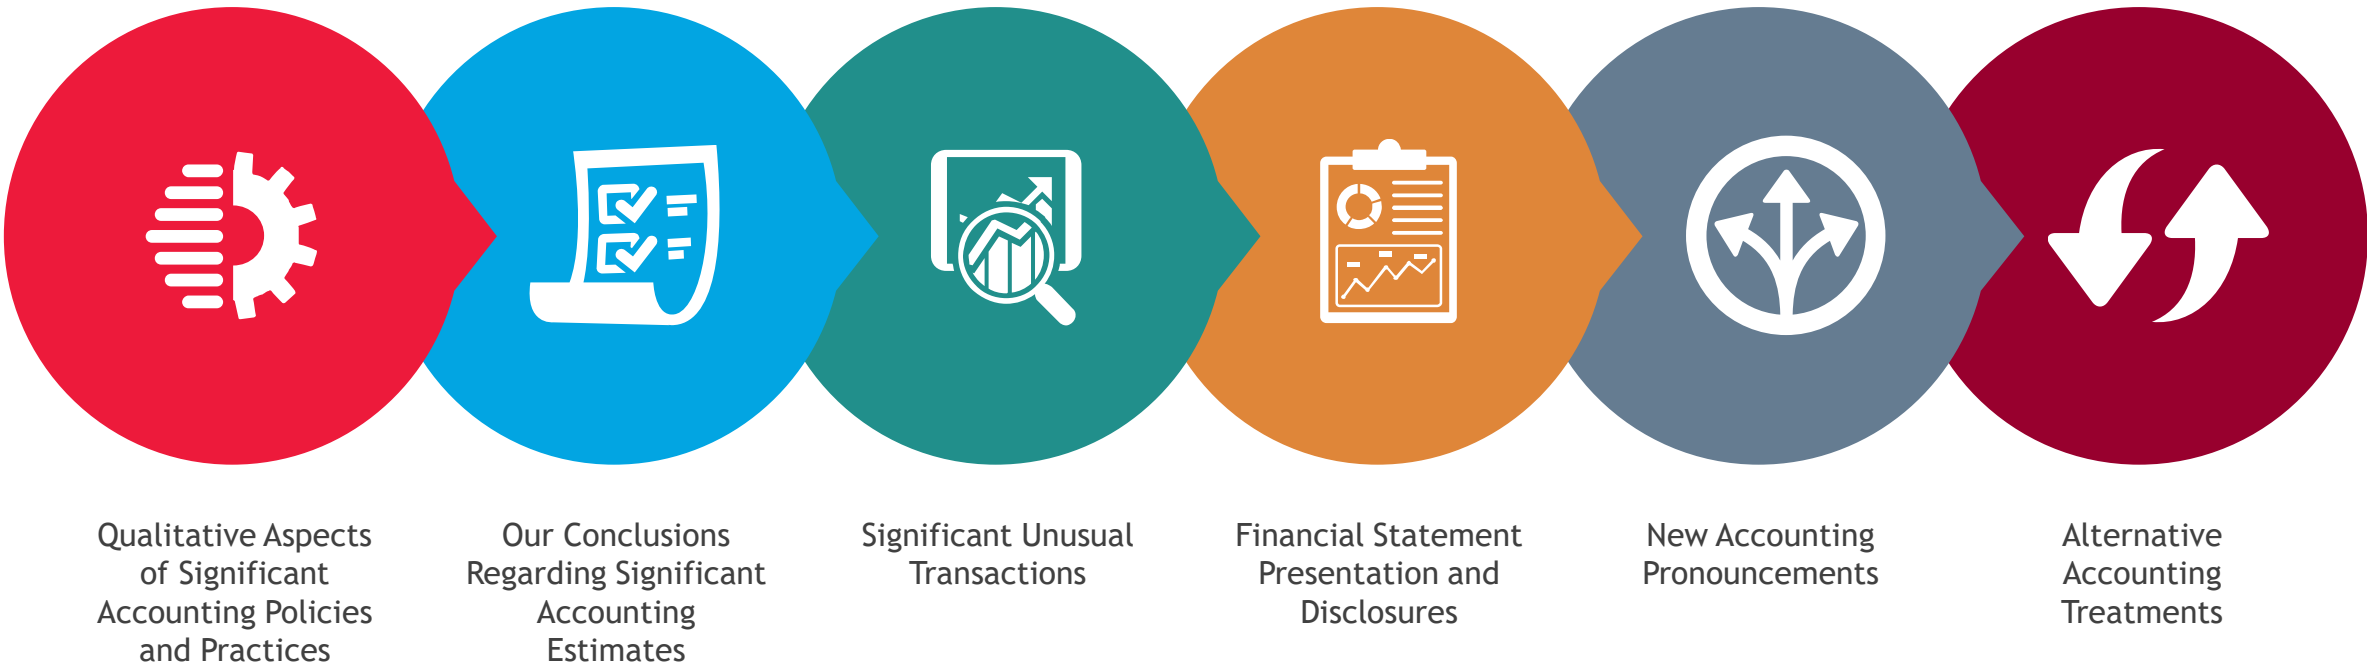 Qualitative Aspects
of Significant
Accounting Policies
and Practices
Our Conclusions
Regarding Significant
Accounting
Estimates
Significant Unusual
Transactions
Financial Statement
Presentation and
Disclosures
New Accounting
Pronouncements
Alternative
Accounting
Treatments